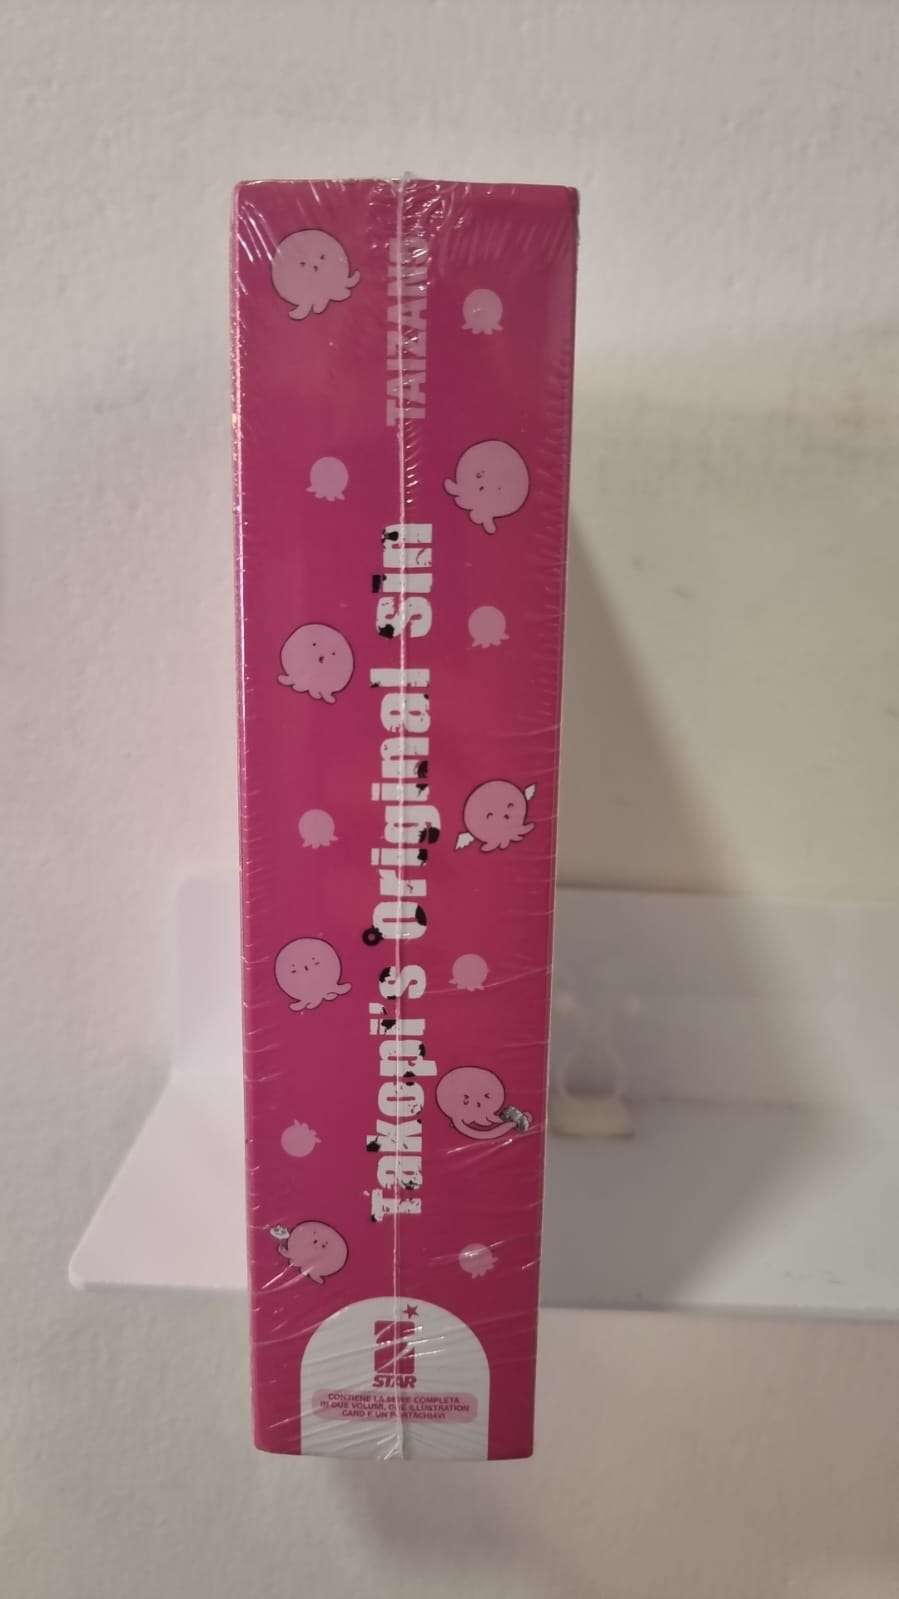 TAIZAN5
Takopi's Original Sin
STAR
CONTIENE LA SERIE COMPLETA
IN DUE VOLUMI, DUE ILLUSTRATION
CARD E UN PORTACHIAVI